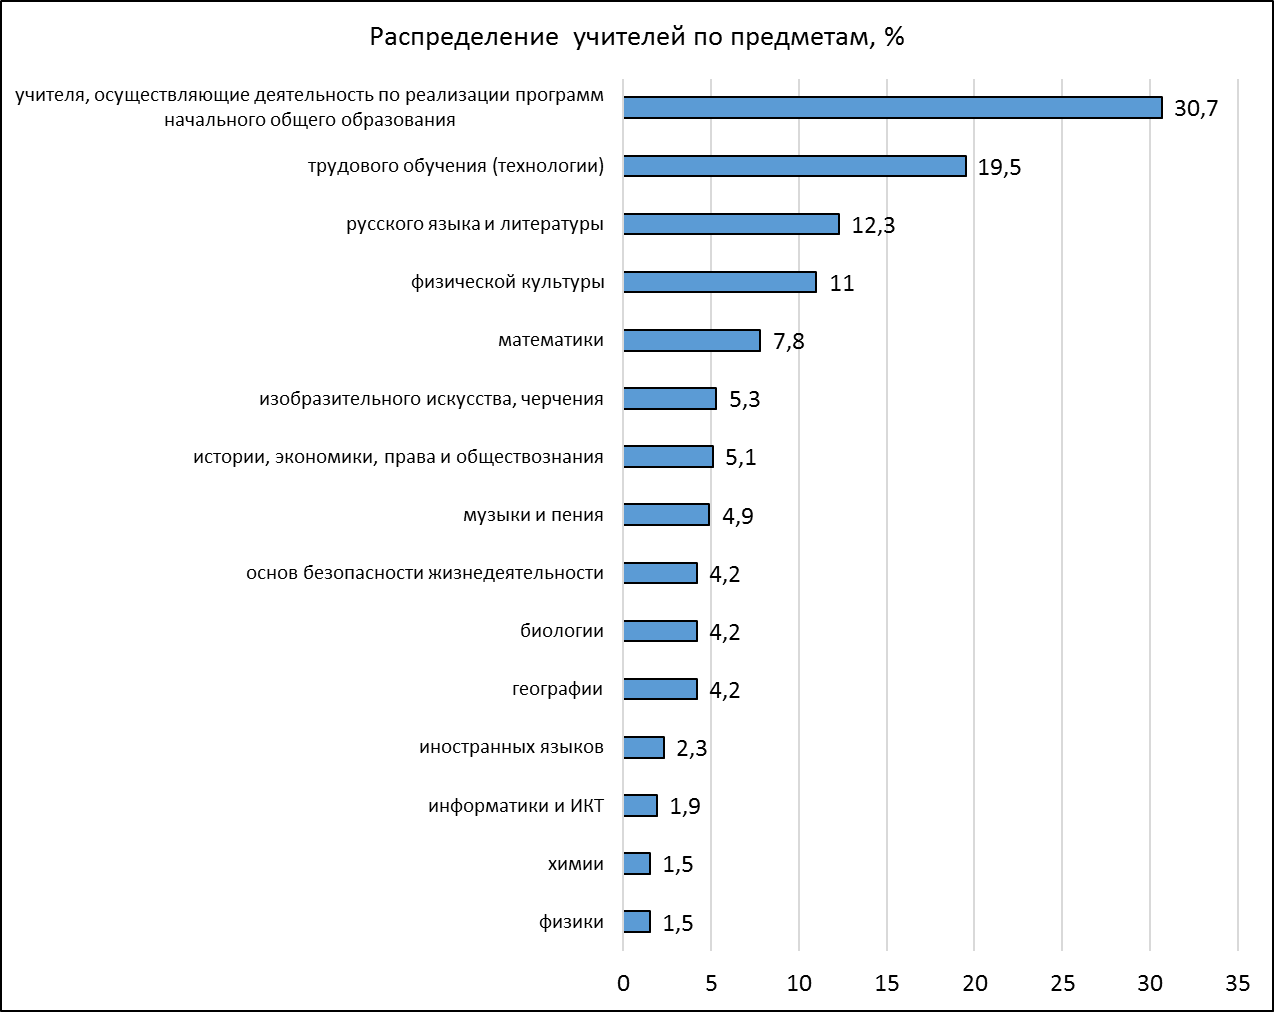 Распределение учителей по предметам, %
учителя, осуществляющие деятельность по реализации программ
начального общего образования
30,7
трудового обучения (технологии)
19,5
русского языка и литературы
12,3
физической культуры
11
математики
7,8
изобразительного искусства, черчения
5,3
истории, экономики, права и обществознания
5,1
музыки и пения
4,9
основ безопасности жизнедеятельности
4,2
биологии
4,2
географии
4,2
иностранных языков
2,3
информатики и ИКТ
1,9
химии
1,5
физики
1,5
0 5 10 15 20 25 30 35